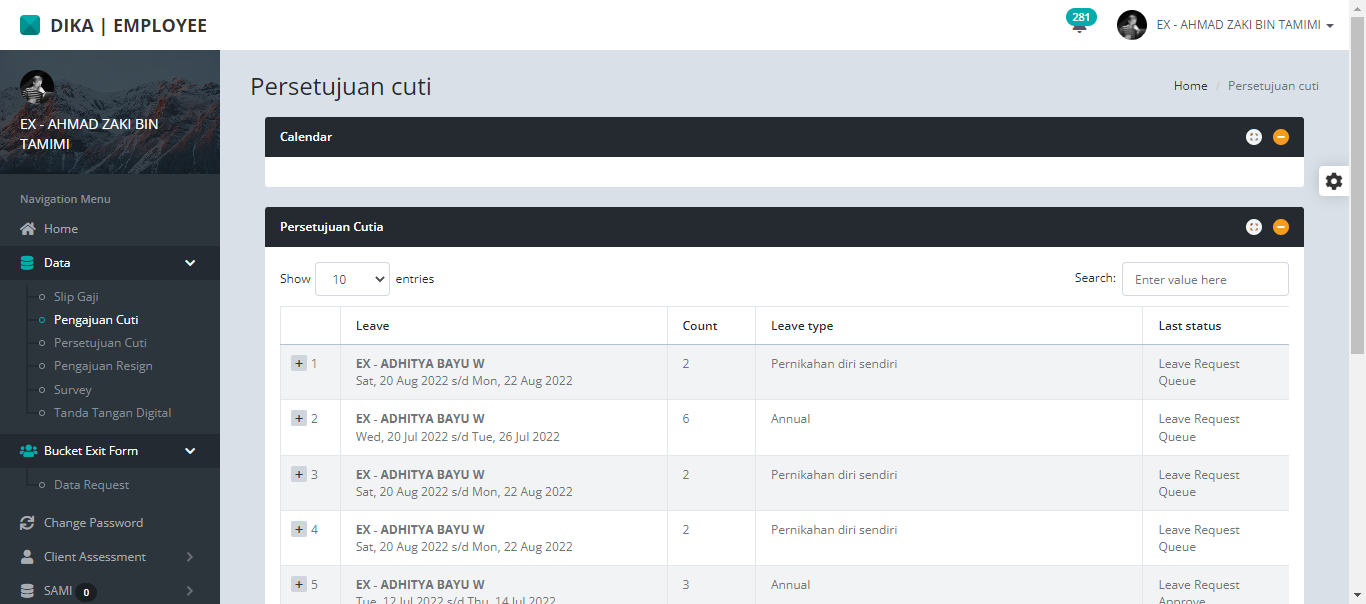 DIKA | EMPLOYEE
281
EX - AHMAD ZAKI BIN TAMIMI
EX - AHMAD ZAKI BIN
TAMIMI
Navigation Menu
Home
Data
Slip Gaji
Pengajuan Cuti
Persetujuan Cuti
Pengajuan Resign
Survey
Tanda Tangan Digital
Bucket Exit Form
Data Request
Change Password
Client Assessment
SAMI 0
Persetujuan cuti
Home / Persetujuan cuti
Calendar
Persetujuan Cutia
Show 10 entries
Search: Enter value here
Leave Count Leave type Last status
+ 1 EX - ADHITYA BAYU W 2 Pernikahan diri sendiri Leave Request
Sat, 20 Aug 2022 s/d Mon, 22 Aug 2022 Queue
+ 2 EX - ADHITYA BAYU W 6 Annual Leave Request
Wed, 20 Jul 2022 s/d Tue, 26 Jul 2022 Queue
+ 3 EX - ADHITYA BAYU W 2 Pernikahan diri sendiri Leave Request
Sat, 20 Aug 2022 s/d Mon, 22 Aug 2022 Queue
+ 4 EX - ADHITYA BAYU W 2 Pernikahan diri sendiri Leave Request
Sat, 20 Aug 2022 s/d Mon, 22 Aug 2022 Queue
+ 5 EX - ADHITYA BAYU W 3 Annual Leave Request
Tue, 12 Jul 2022 s/d Thu, 14 Jul 2022 Approve